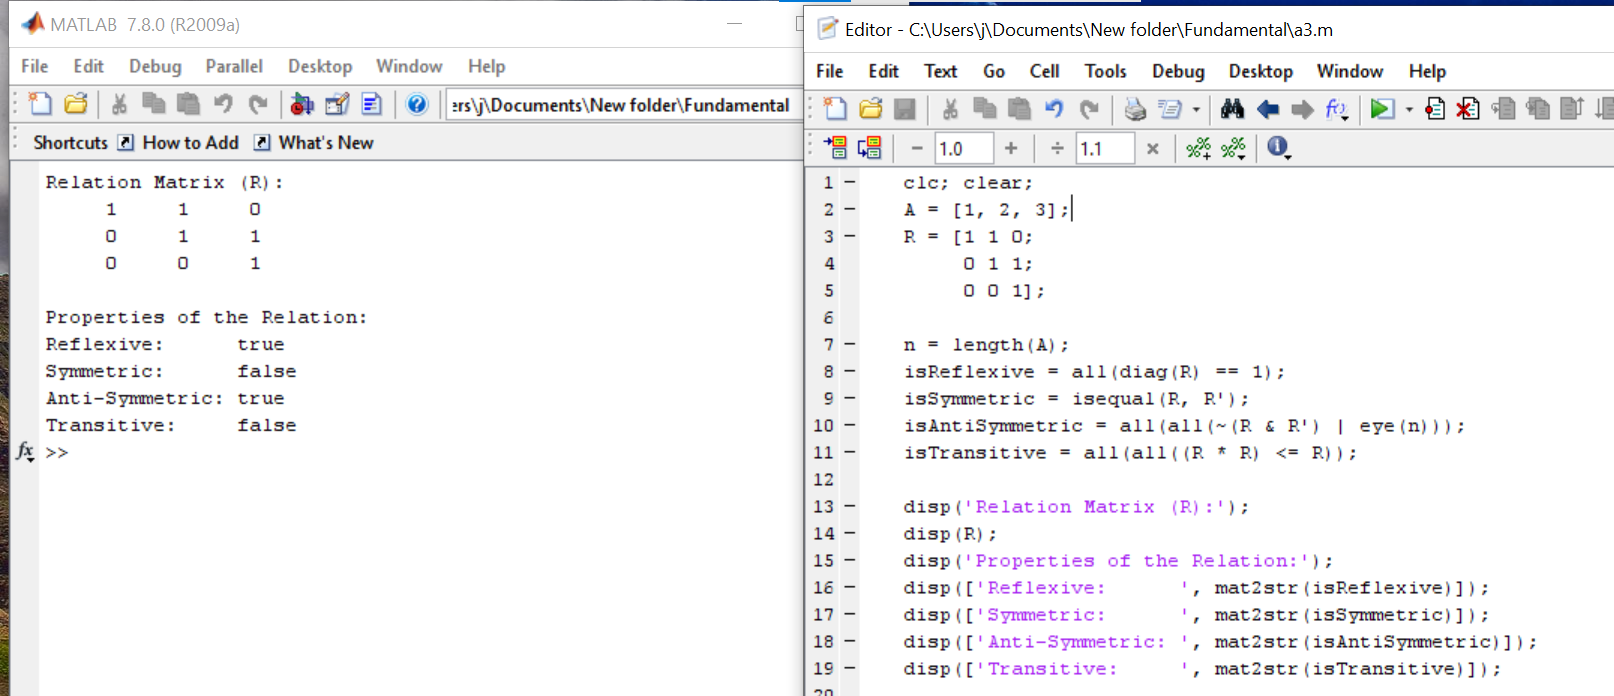 MATLAB 7.8.0 (R2009a)
File Edit Debug Parallel Desktop Window Help
ers\j\Documents\New folder\Fundamental
Shortcuts How to Add What's New
Relation Matrix (R):
1 1 0
0 1 1
0 0 1
Properties of the Relation:
Reflexive: true
Symmetric: false
Anti-Symmetric: true
Transitive: false
fx >>
Editor - C:\Users\j\Documents\New folder\Fundamental\a3.m
File Edit Text Go Cell Tools Debug Desktop Window Help
− 1.0 + ÷ 1.1 ×
1 − clc; clear;
2 − A = [1, 2, 3];
3 − R = [1 1 0;
4 0 1 1;
5 0 0 1];
6
7 − n = length(A);
8 − isReflexive = all(diag(R) == 1);
9 − isSymmetric = isequal(R, R');
10 − isAntiSymmetric = all(all(~(R & R') | eye(n)));
11 − isTransitive = all(all((R * R) <= R));
12
13 − disp('Relation Matrix (R):');
14 − disp(R);
15 − disp('Properties of the Relation:');
16 − disp(['Reflexive:      ', mat2str(isReflexive)]);
17 − disp(['Symmetric:      ', mat2str(isSymmetric)]);
18 − disp(['Anti-Symmetric: ', mat2str(isAntiSymmetric)]);
19 − disp(['Transitive:     ', mat2str(isTransitive)]);
20